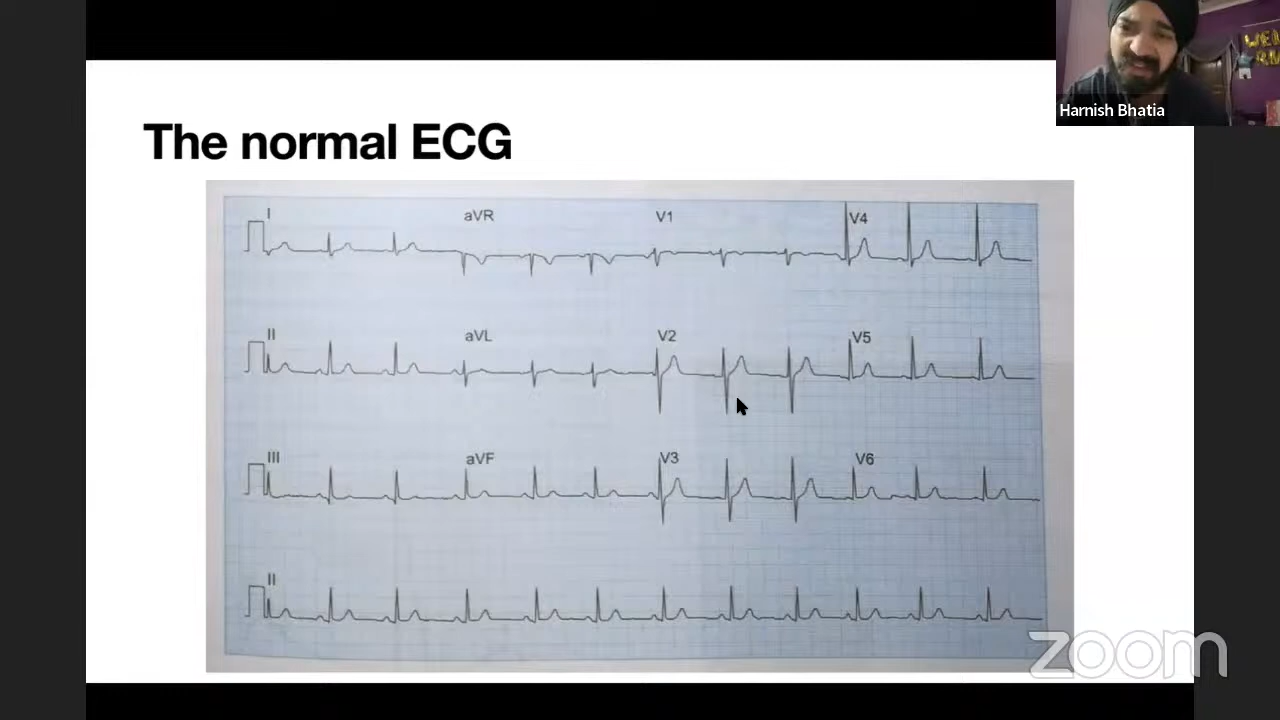 Harnish Bhatia
The normal ECG
I aVR V1 V4
II aVL V2 V5
III aVF V3 V6
II
zoom